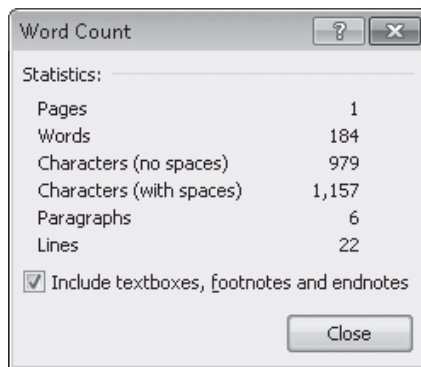 Word Count
Statistics:
Pages 1
Words 184
Characters (no spaces) 979
Characters (with spaces) 1,157
Paragraphs 6
Lines 22
Include textboxes, footnotes and endnotes
Close